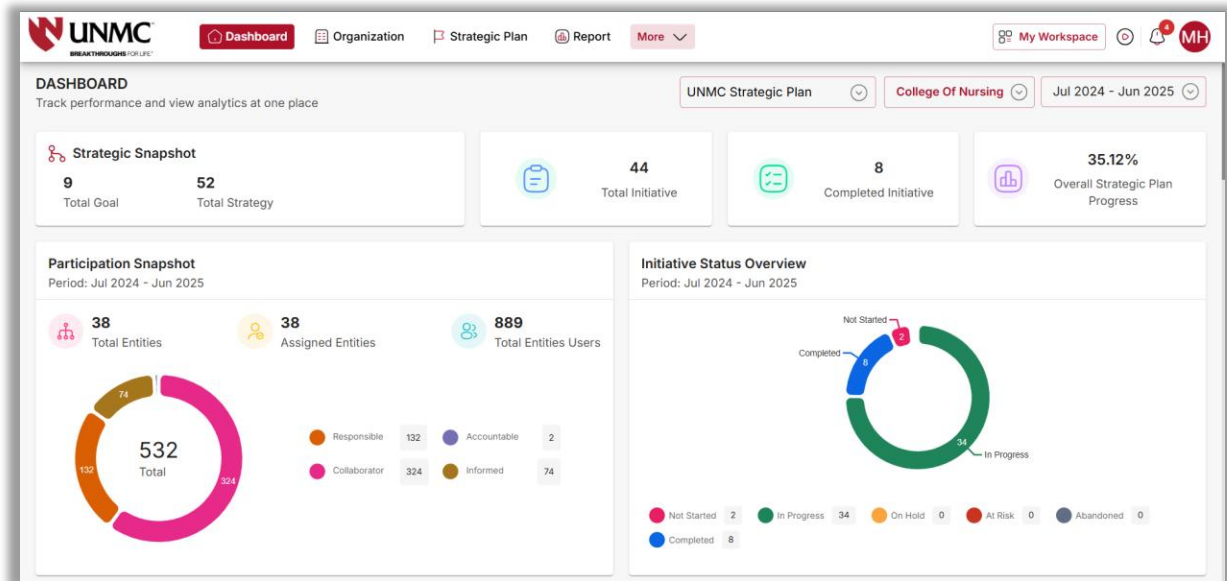 UNMC
BREAKTHROUGHS FOR LIFE®
Dashboard
Organization
Strategic Plan
Report
More
My Workspace
4
MH
DASHBOARD
Track performance and view analytics at one place
UNMC Strategic Plan
College Of Nursing
Jul 2024 - Jun 2025
Strategic Snapshot
9
Total Goal
52
Total Strategy
44
Total Initiative
8
Completed Initiative
35.12%
Overall Strategic Plan
Progress
Participation Snapshot
Period: Jul 2024 - Jun 2025
38
Total Entities
38
Assigned Entities
889
Total Entities Users
74
132
324
532
Total
Responsible 132
Accountable 2
Collaborator 324
Informed 74
Initiative Status Overview
Period: Jul 2024 - Jun 2025
Not Started
2
Completed
8
34
In Progress
Not Started 2
In Progress 34
On Hold 0
At Risk 0
Abandoned 0
Completed 8